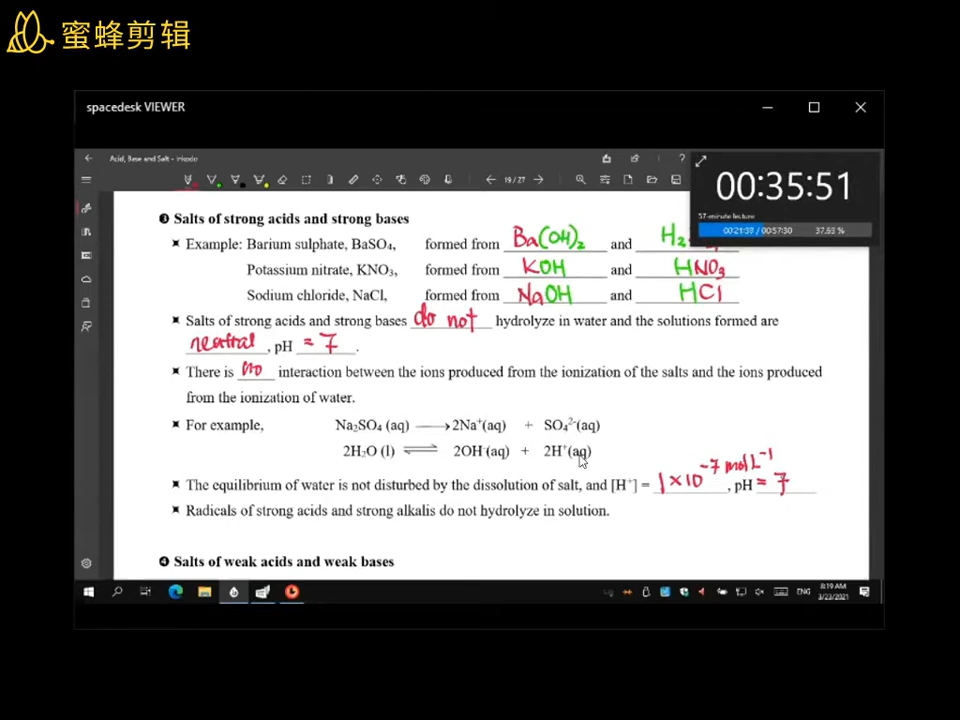 蜜蜂剪辑
spacedesk VIEWER
Acid, Base and Salt - Inkodo
19 / 27
00:35:51
57-minute lecture
00:21:39 / 00:57:30 37.65 %
❸ Salts of strong acids and strong bases
Example: Barium sulphate, BaSO₄, formed from Ba(OH)₂ and H₂
Potassium nitrate, KNO₃, formed from KOH and HNO₃
Sodium chloride, NaCl, formed from NaOH and HCl
Salts of strong acids and strong bases do not hydrolyze in water and the solutions formed are
neutral, pH = 7.
There is no interaction between the ions produced from the ionization of the salts and the ions produced
from the ionization of water.
For example, Na₂SO₄ (aq) ⟶ 2Na⁺(aq) + SO₄²⁻(aq)
2H₂O (l) ⇌ 2OH⁻(aq) + 2H⁺(aq)
The equilibrium of water is not disturbed by the dissolution of salt, and [H⁺] = 1 × 10⁻⁷ mol L⁻¹, pH = 7
Radicals of strong acids and strong alkalis do not hydrolyze in solution.
❹ Salts of weak acids and weak bases
ENG
8:19 AM
3/23/2021